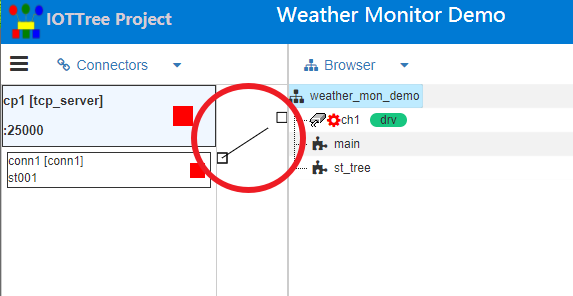 IOTTree Project
Weather Monitor Demo
Connectors
Browser
cp1 [tcp_server]
:25000
conn1 [conn1]
st001
weather_mon_demo
ch1 drv
main
st_tree